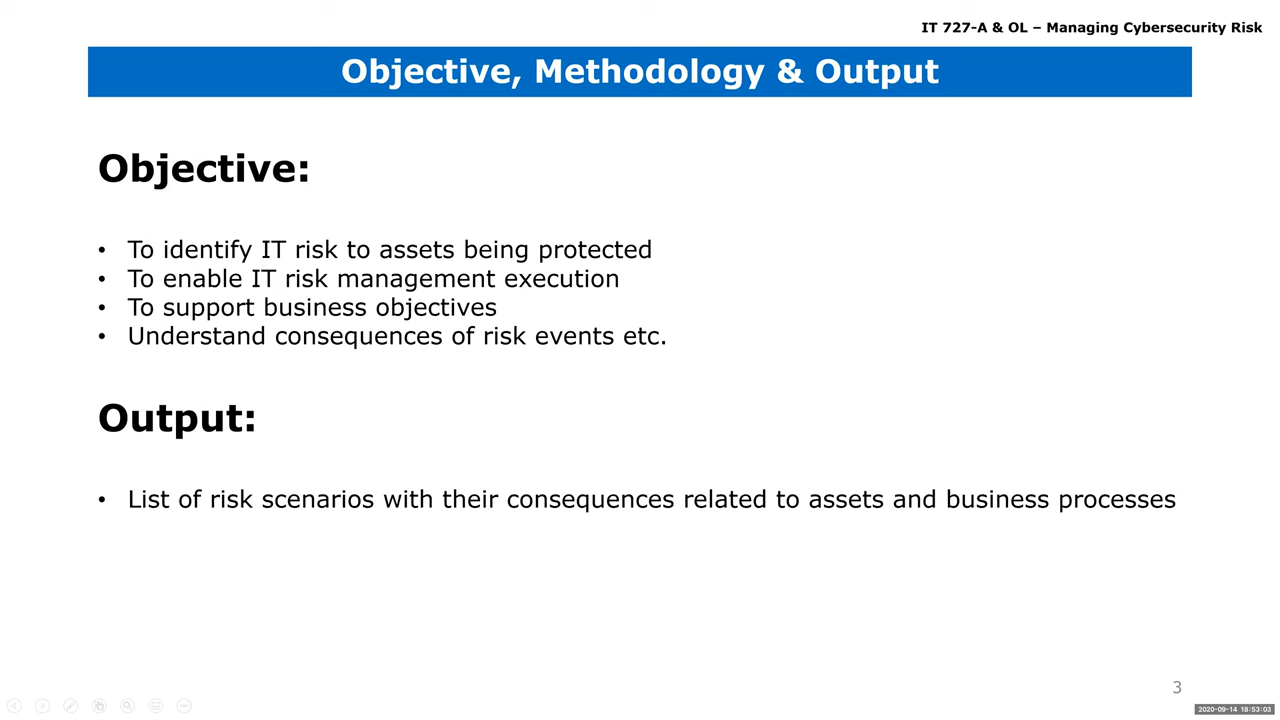 IT 727-A & OL – Managing Cybersecurity Risk
Objective, Methodology & Output
Objective:
• To identify IT risk to assets being protected
• To enable IT risk management execution
• To support business objectives
• Understand consequences of risk events etc.
Output:
• List of risk scenarios with their consequences related to assets and business processes
3
2020-09-14 18:53:03